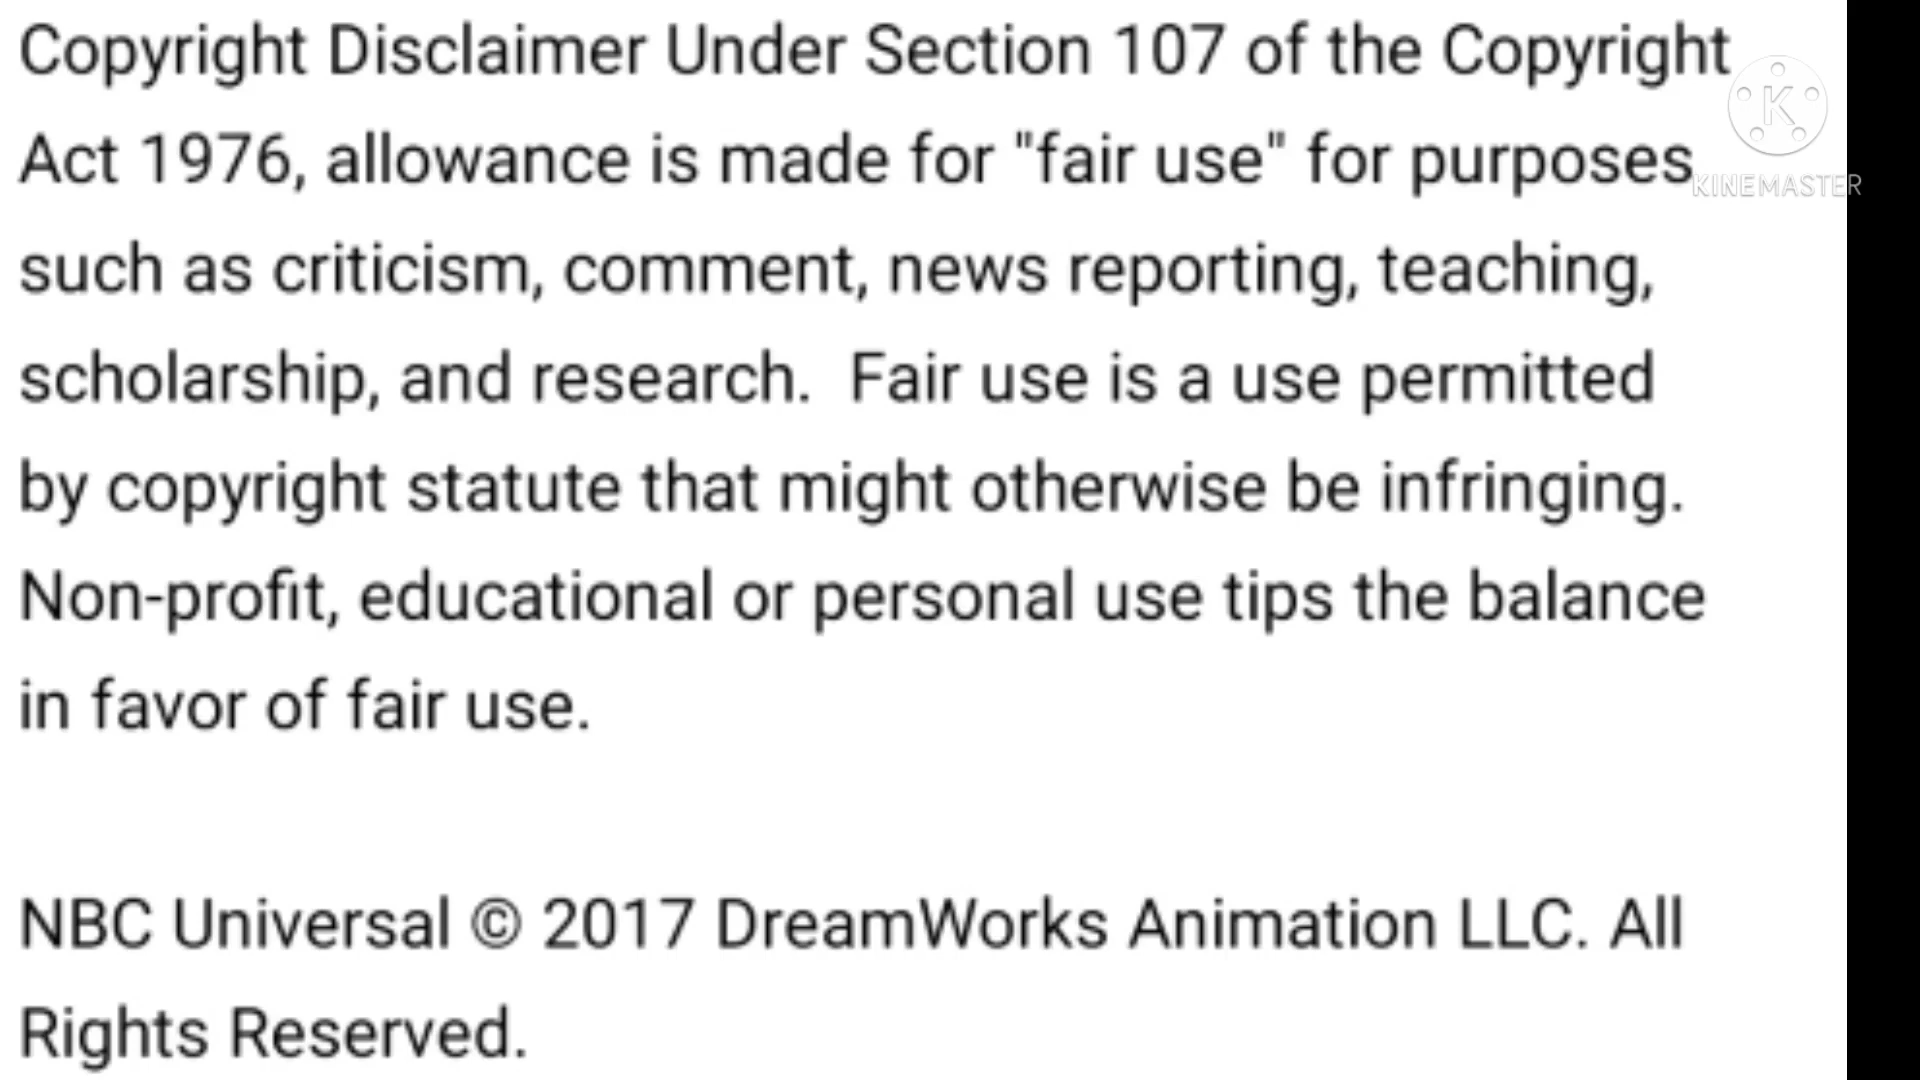 Copyright Disclaimer Under Section 107 of the Copyright
Act 1976, allowance is made for "fair use" for purposes
such as criticism, comment, news reporting, teaching,
scholarship, and research.  Fair use is a use permitted
by copyright statute that might otherwise be infringing.
Non-profit, educational or personal use tips the balance
in favor of fair use.
NBC Universal © 2017 DreamWorks Animation LLC. All
Rights Reserved.
K
KINEMASTER